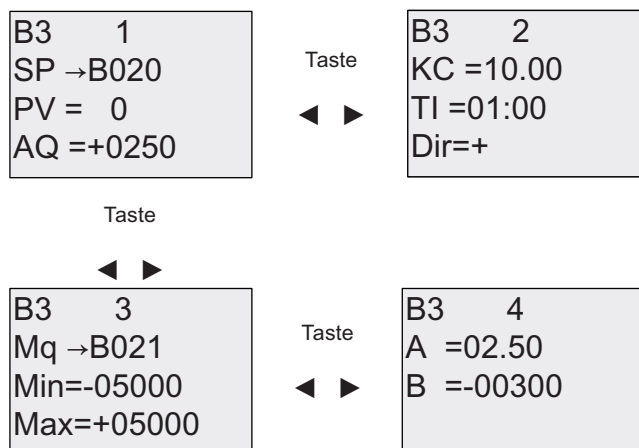 B3 1
SP →B020
PV = 0
AQ =+0250
Taste
◄ ►
B3 2
KC =10.00
TI =01:00
Dir=+
Taste
◄ ►
B3 3
Mq →B021
Min=-05000
Max=+05000
Taste
◄ ►
B3 4
A =02.50
B =-00300